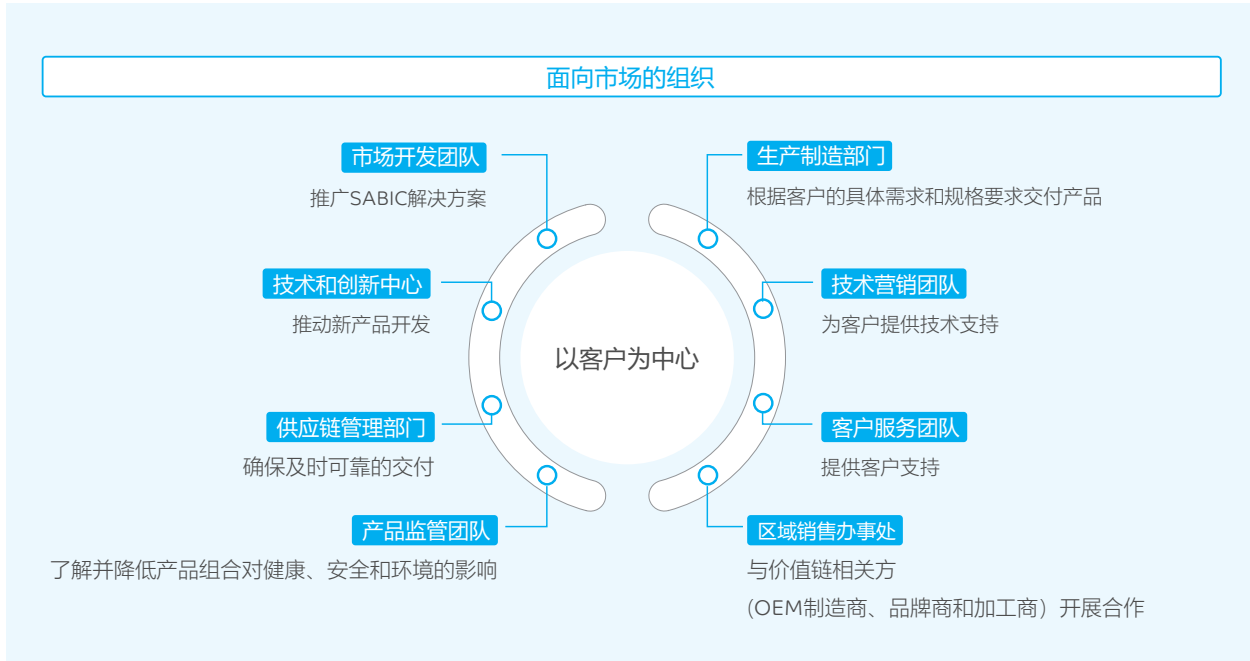 面向市场的组织
市场开发团队
推广SABIC解决方案
技术和创新中心
推动新产品开发
供应链管理部门
确保及时可靠的交付
产品监管团队
了解并降低产品组合对健康、安全和环境的影响
以客户为中心
生产制造部门
根据客户的具体需求和规格要求交付产品
技术营销团队
为客户提供技术支持
客户服务团队
提供客户支持
区域销售办事处
与价值链相关方
(OEM制造商、品牌商和加工商）开展合作